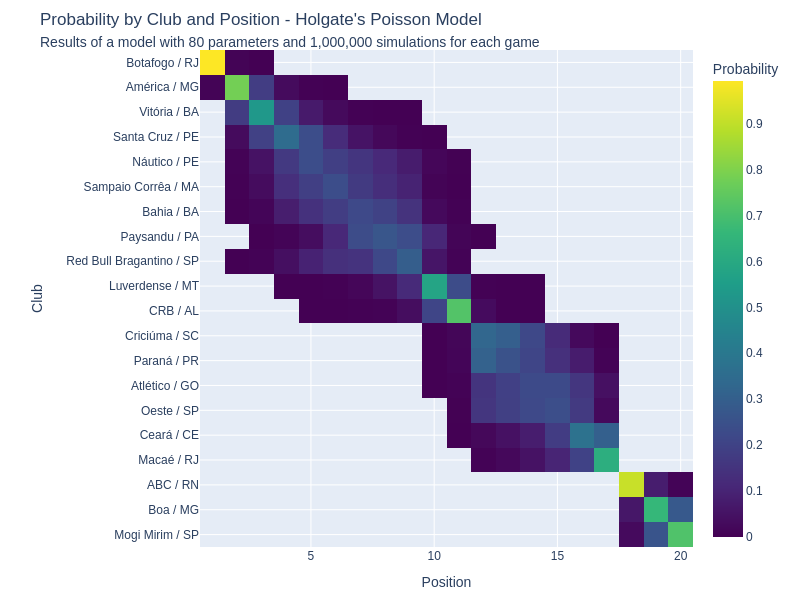 Probability by Club and Position - Holgate's Poisson Model
Results of a model with 80 parameters and 1,000,000 simulations for each game
Probability
Club
Botafogo / RJ
América / MG
Vitória / BA
Santa Cruz / PE
Náutico / PE
Sampaio Corrêa / MA
Bahia / BA
Paysandu / PA
Red Bull Bragantino / SP
Luverdense / MT
CRB / AL
Criciúma / SC
Paraná / PR
Atlético / GO
Oeste / SP
Ceará / CE
Macaé / RJ
ABC / RN
Boa / MG
Mogi Mirim / SP
0.9
0.8
0.7
0.6
0.5
0.4
0.3
0.2
0.1
0
5
10
15
20
Position